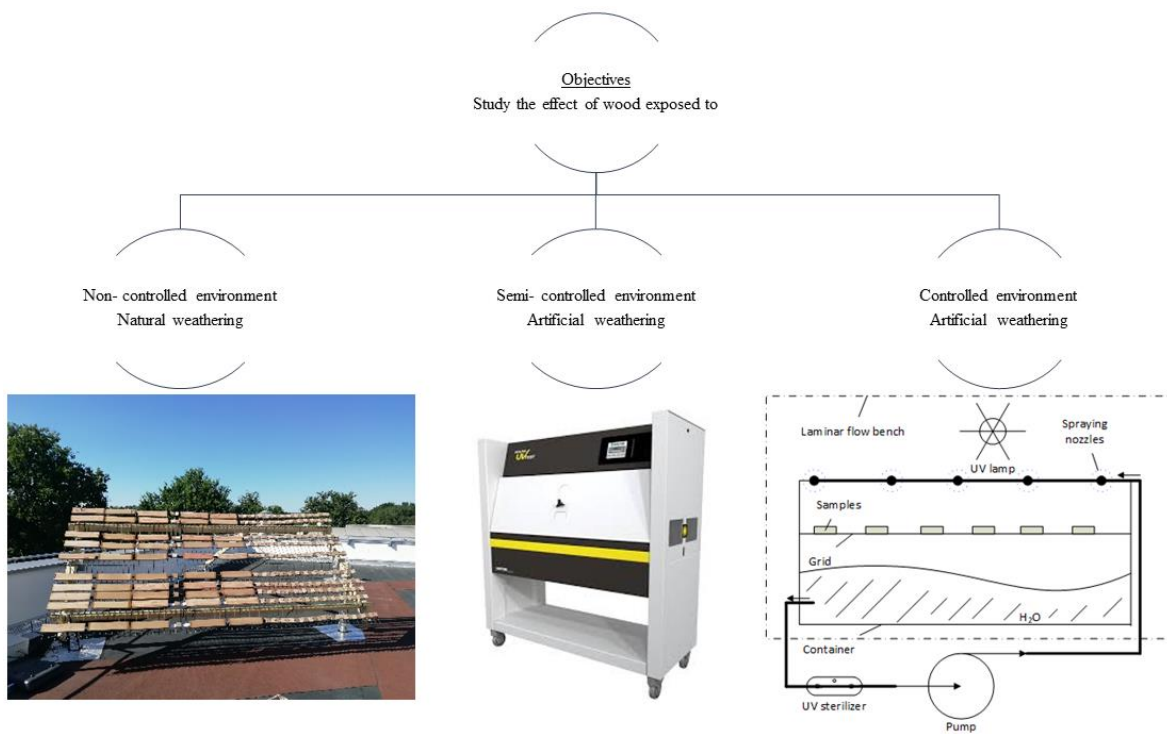 Objectives
Study the effect of wood exposed to
Non- controlled environment
Natural weathering
Semi- controlled environment
Artificial weathering
Controlled environment
Artificial weathering
UV
Laminar flow bench
Spraying
nozzles
UV lamp
Samples
Grid
H₂O
Container
UV sterilizer
Pump